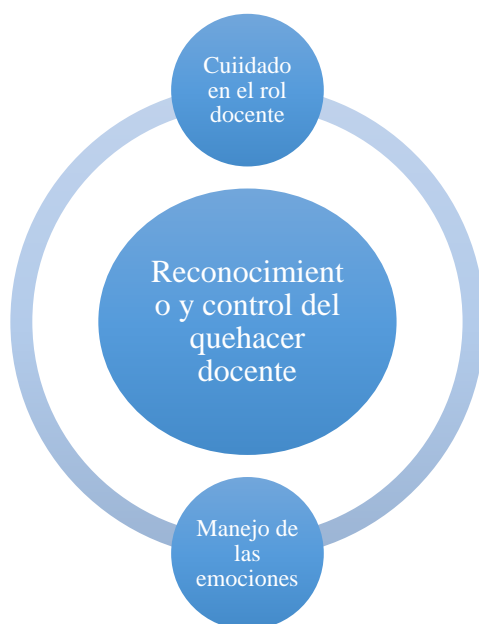 Cuiidado
en el rol
docente
Reconocimient
o y control del
quehacer
docente
Manejo de
las
emociones